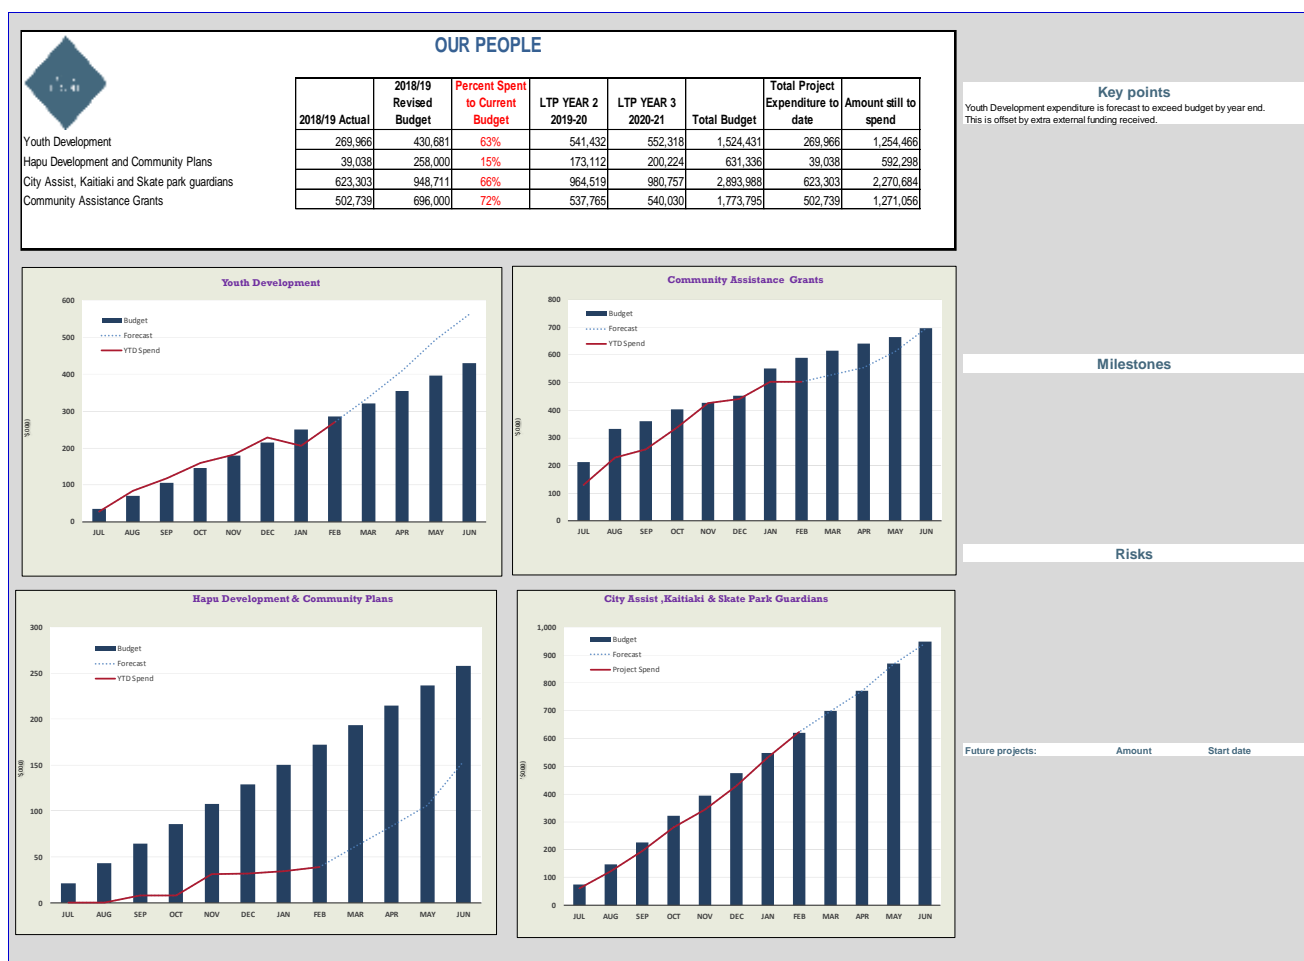 OUR PEOPLE
2018/19 Actual 2018/19 Revised Budget Percent Spent to Current Budget LTP YEAR 2 2019-20 LTP YEAR 3 2020-21 Total Budget Total Project Expenditure to date Amount still to spend
Youth Development 269,966 430,681 63% 541,432 552,318 1,524,431 269,966 1,254,466
Hapu Development and Community Plans 39,038 258,000 15% 173,112 200,224 631,336 39,038 592,298
City Assist, Kaitiaki and Skate park guardians 623,303 948,711 66% 964,519 980,757 2,893,988 623,303 2,270,684
Community Assistance Grants 502,739 696,000 72% 537,765 540,030 1,773,795 502,739 1,271,056
Key points
Youth Development expenditure is forecast to exceed budget by year end.
This is offset by extra external funding received.
Milestones
Risks
Future projects: Amount Start date
Youth Development
600
500
400
300
200
100
0
$(000's)
Budget
Forecast
YTD Spend
JUL AUG SEP OCT NOV DEC JAN FEB MAR APR MAY JUN
Community Assistance Grants
800
700
600
500
400
300
200
100
0
$(000's)
Budget
Forecast
YTD Spend
JUL AUG SEP OCT NOV DEC JAN FEB MAR APR MAY JUN
Hapu Development & Community Plans
300
250
200
150
100
50
0
$(000's)
Budget
Forecast
YTD Spend
JUL AUG SEP OCT NOV DEC JAN FEB MAR APR MAY JUN
City Assist ,Kaitiaki & Skate Park Guardians
1,000
900
800
700
600
500
400
300
200
100
0
$(000's)
Budget
Forecast
Project Spend
JUL AUG SEP OCT NOV DEC JAN FEB MAR APR MAY JUN